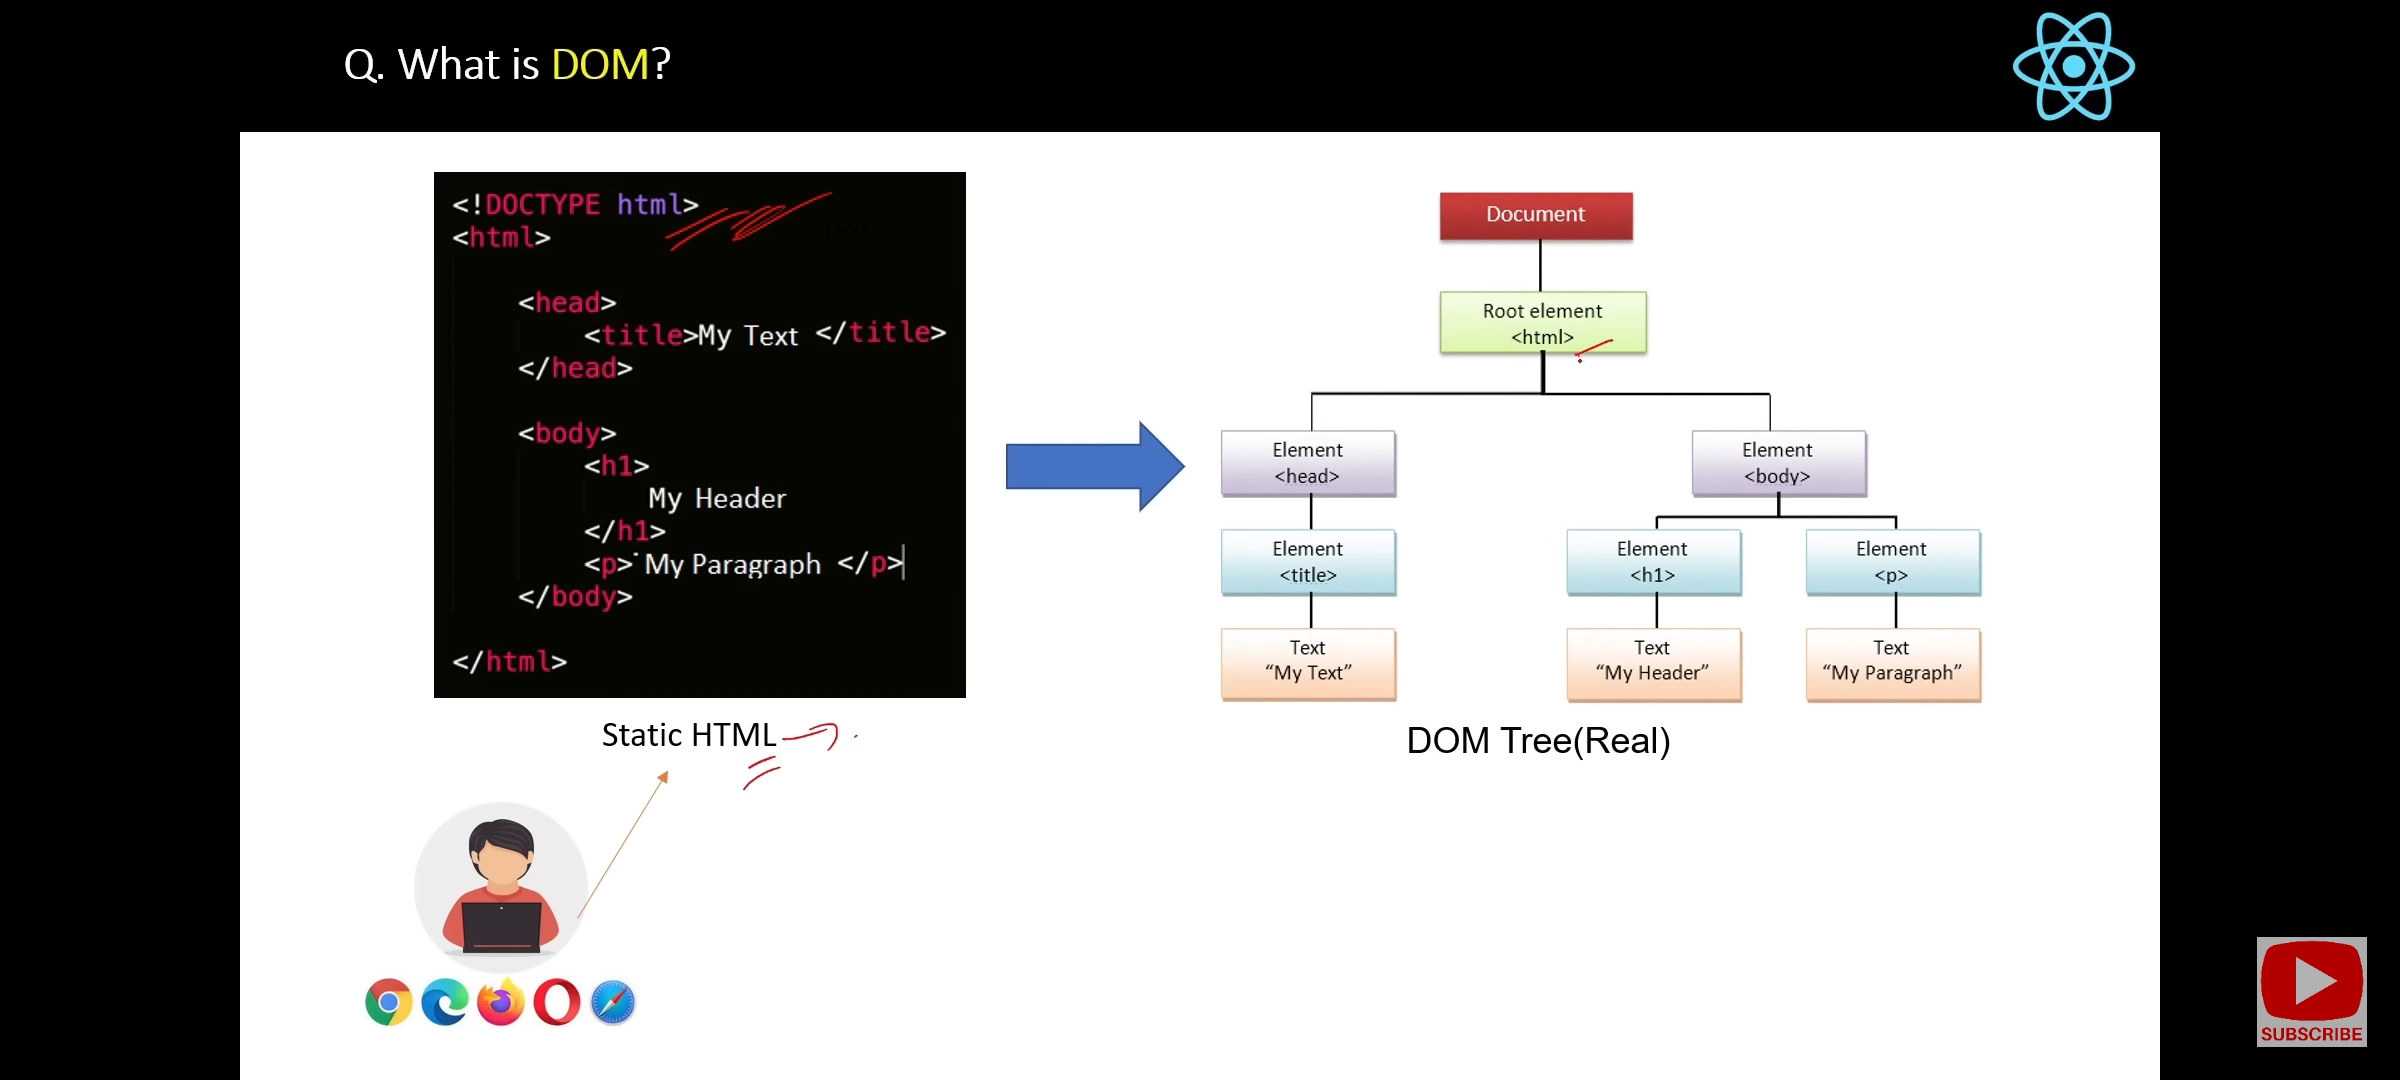 Q. What is DOM?
<!DOCTYPE html>
<html>
<head>
<title>My Text </title>
</head>
<body>
<h1>
My Header
</h1>
<p> My Paragraph </p>
</body>
</html>
Static HTML
Document
Root element
<html>
Element
<head>
Element
<body>
Element
<title>
Element
<h1>
Element
<p>
Text
“My Text”
Text
“My Header”
Text
“My Paragraph”
DOM Tree(Real)
SUBSCRIBE